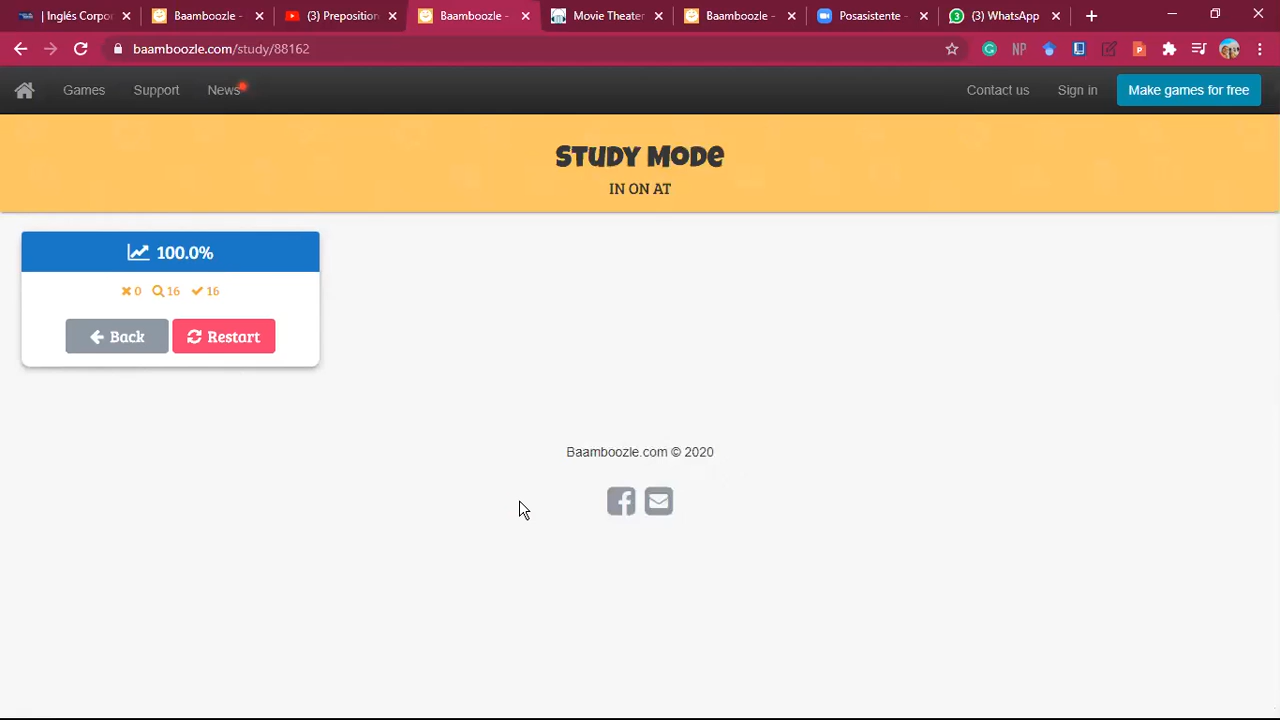 Inglés Corpor
Baamboozle -
(3) Preposition
Baamboozle -
Movie Theater
Baamboozle -
Posasistente -
(3) WhatsApp
baamboozle.com/study/88162
NP
Games
Support
News
Contact us
Sign in
Make games for free
Study Mode
IN ON AT
100.0%
0 16 16
Back
Restart
Baamboozle.com © 2020